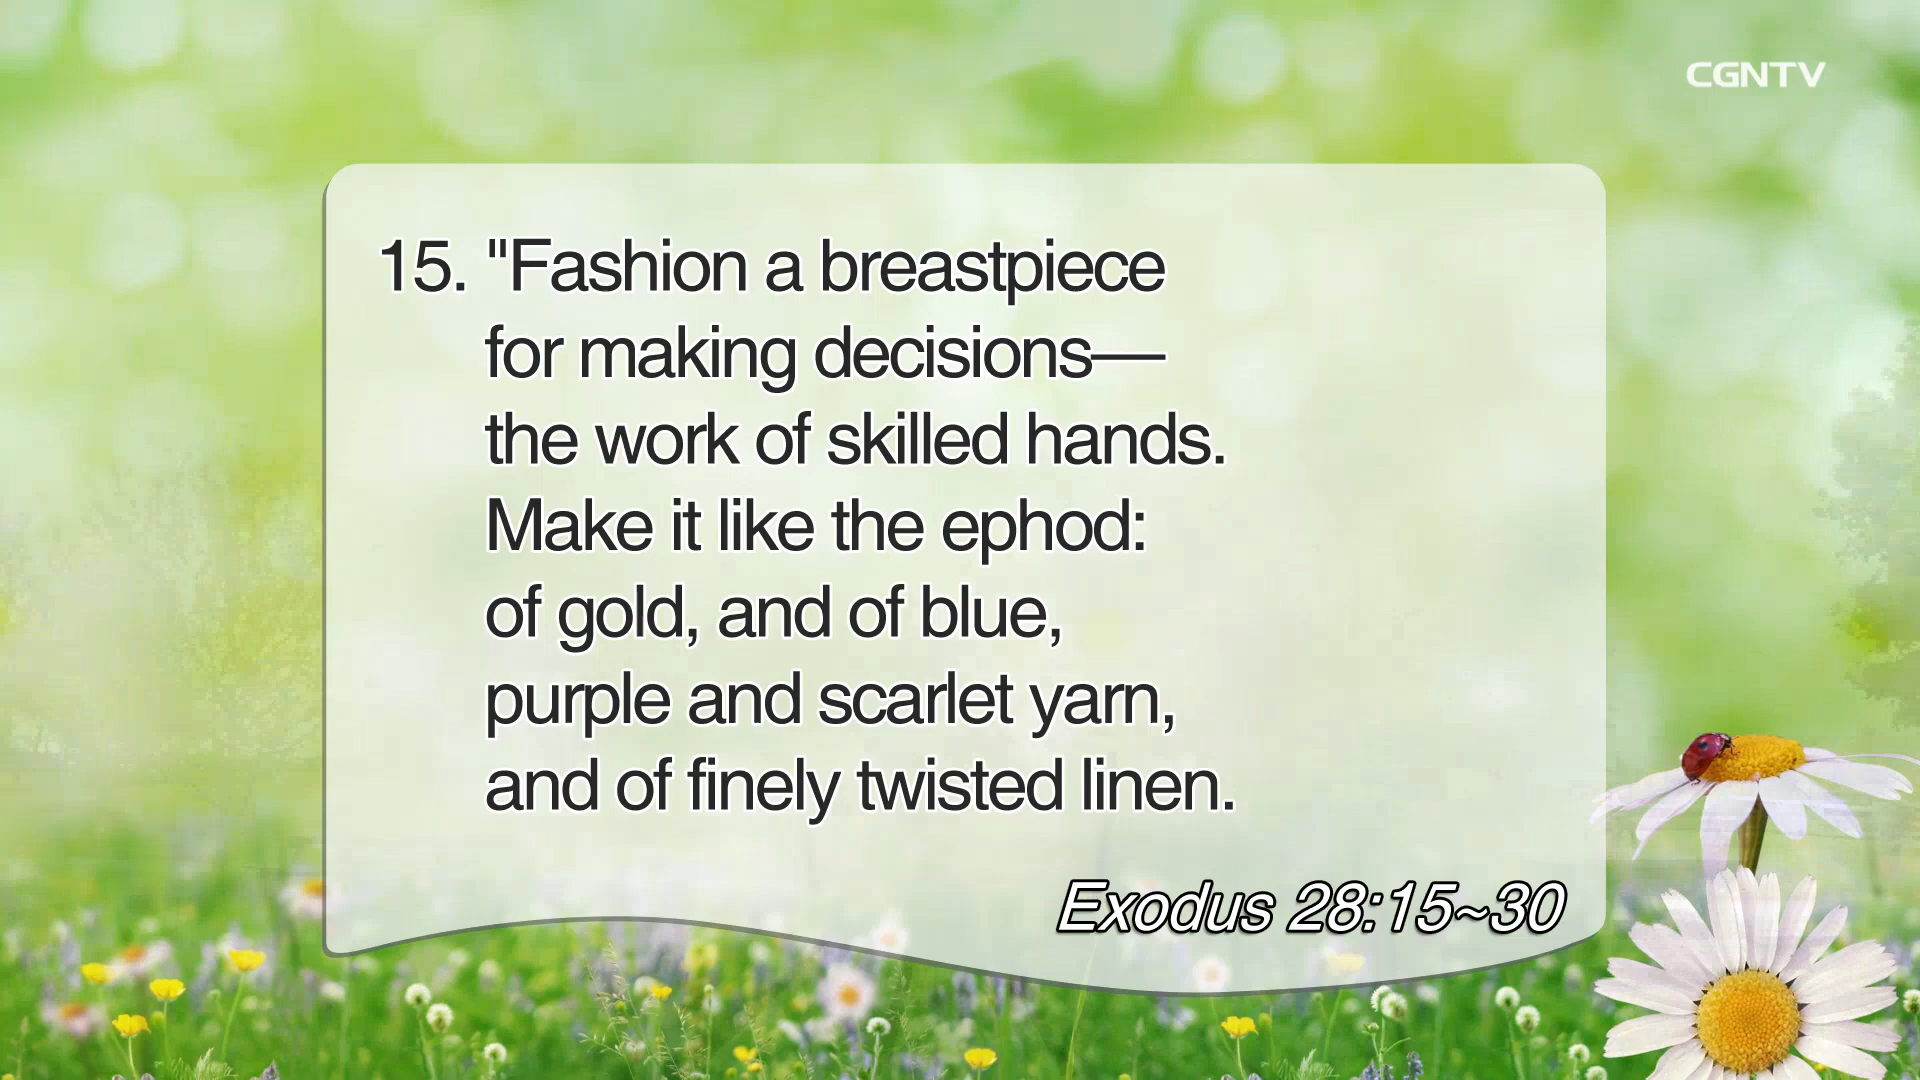 CGNTV
15. "Fashion a breastpiece
for making decisions—
the work of skilled hands.
Make it like the ephod:
of gold, and of blue,
purple and scarlet yarn,
and of finely twisted linen.
Exodus 28:15~30